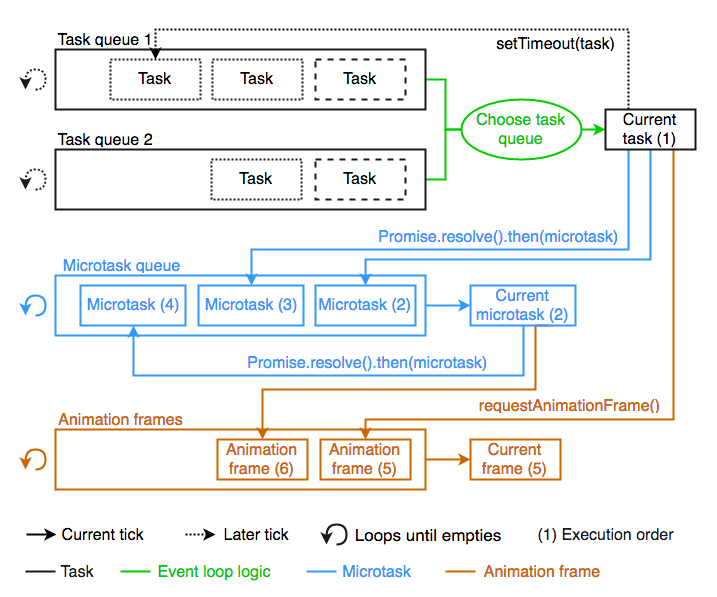 Task queue 1
setTimeout(task)
Task
Task
Task
Choose task
queue
Current
task (1)
Task queue 2
Task
Task
Promise.resolve().then(microtask)
Microtask queue
Microtask (4)
Microtask (3)
Microtask (2)
Current
microtask (2)
Promise.resolve().then(microtask)
requestAnimationFrame()
Animation frames
Animation
frame (6)
Animation
frame (5)
Current
frame (5)
Current tick
Later tick
Loops until empties
(1) Execution order
Task
Event loop logic
Microtask
Animation frame